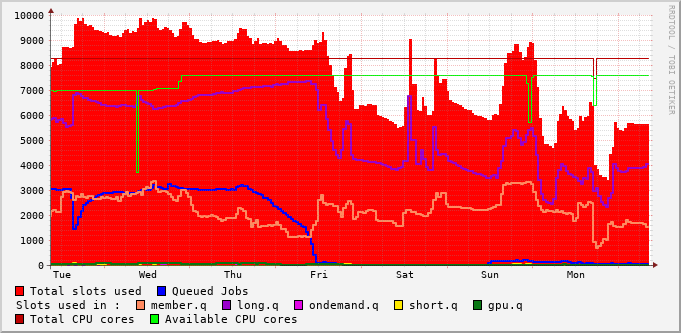 10000
9000
8000
7000
6000
5000
4000
3000
2000
1000
0
Tue Wed Thu Fri Sat Sun Mon
RRDTOOL / TOBI OETIKER
Total slots used Queued Jobs
Slots used in : member.q long.q ondemand.q short.q gpu.q
Total CPU cores Available CPU cores